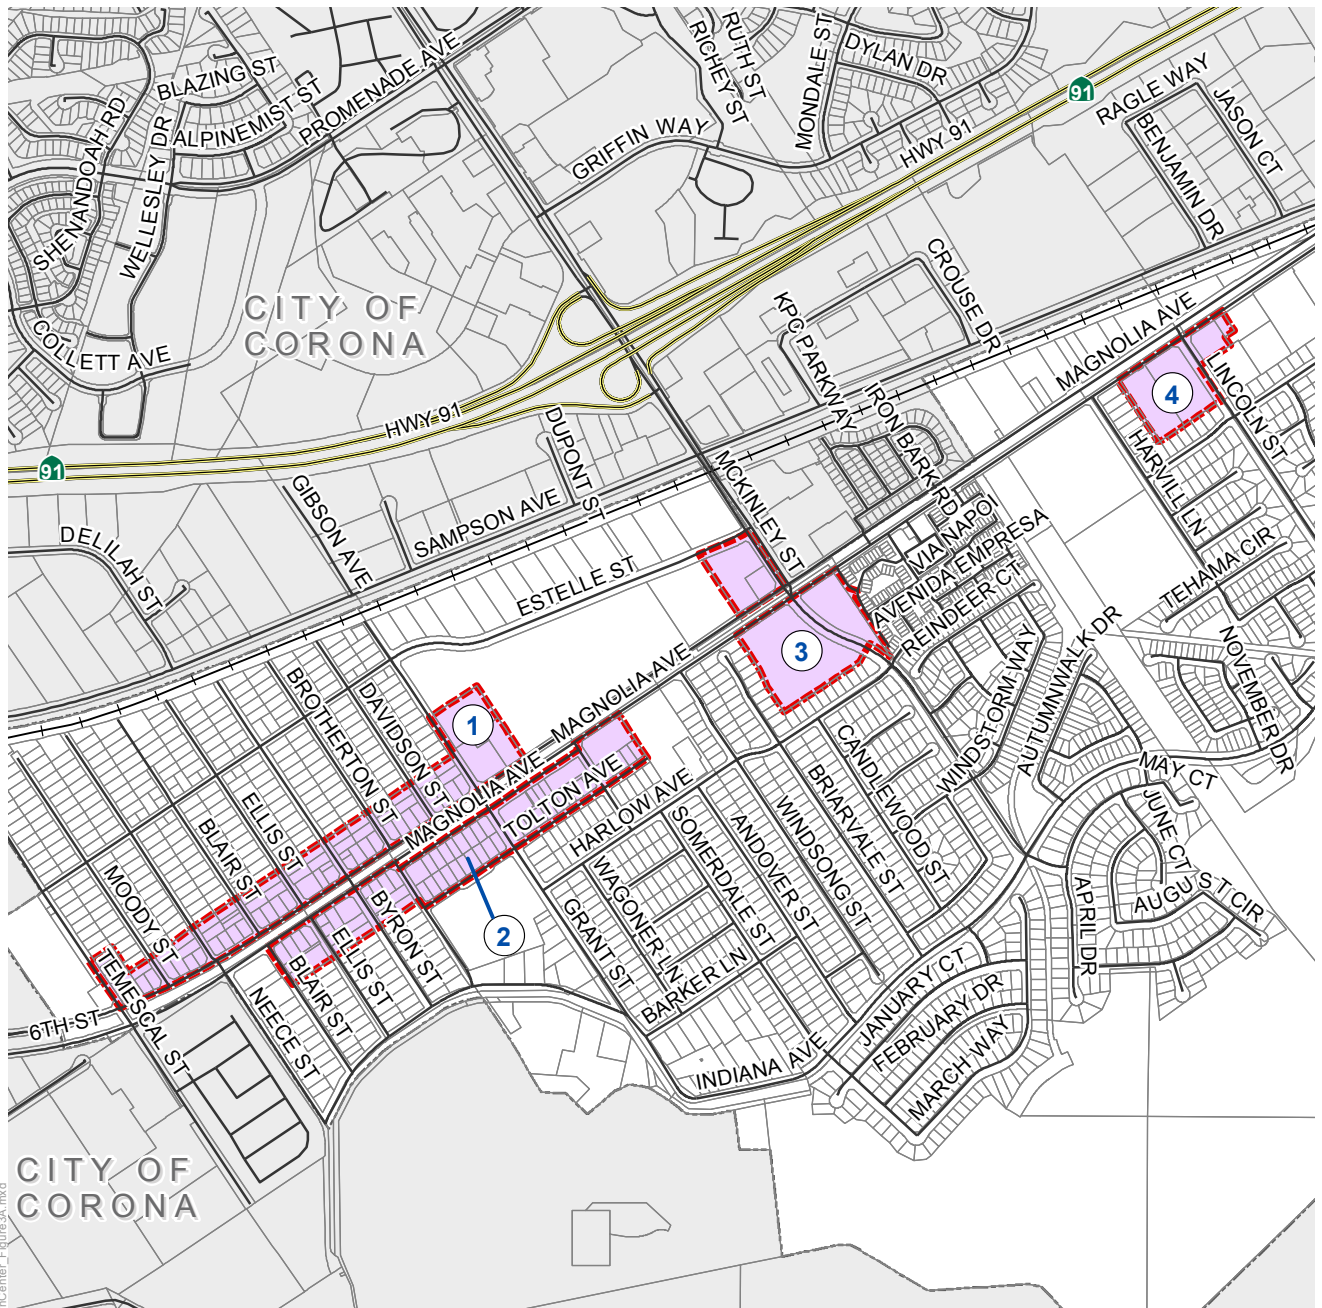 BLAZING ST
ALPINEMIST ST
PROMENADE AVE
SHENANDOAH RD
WELLESLEY DR
COLLETT AVE
CITY OF
CORONA
RUTH ST
RICHEY ST
MONDALE ST
DYLAN DR
GRIFFIN WAY
HWY 91
91
RAGLE WAY
JASON CT
BENJAMIN DR
CROUSE DR
KPC PARKWAY
IRON BARK RD
MAGNOLIA AVE
LINCOLN ST
4
HARVILL LN
HWY 91
91
DUPONT ST
GIBSON AVE
SAMPSON AVE
MCKINLEY ST
DELILAH ST
ESTELLE ST
VIA NAPOI
AVENIDA EMPRESA
REINDEER CT
TEHAMA CIR
NOVEMBER DR
3
WINDSTORM WAY
AUTUMNWALK DR
MAGNOLIA AVE
1
BROTHERTON ST
DAVIDSON ST
MAGNOLIA AVE
MAGNOLIA AVE
TOLTON AVE
HARLOW AVE
CANDLEWOOD ST
BRIARVALE ST
WINDSONG ST
ANDOVER ST
SOMERDALE ST
WAGONER LN
GRANT ST
BARKER LN
MAY CT
JUNE CT
AUGUST CIR
APRIL DR
ELLIS ST
BLAIR ST
MOODY ST
TEMESCAL ST
6TH ST
NEECE ST
BLAIR ST
ELLIS ST
BYRON ST
2
JANUARY CT
FEBRUARY DR
MARCH WAY
INDIANA AVE
CITY OF
CORONA
nCenter_Figure3A.mxd